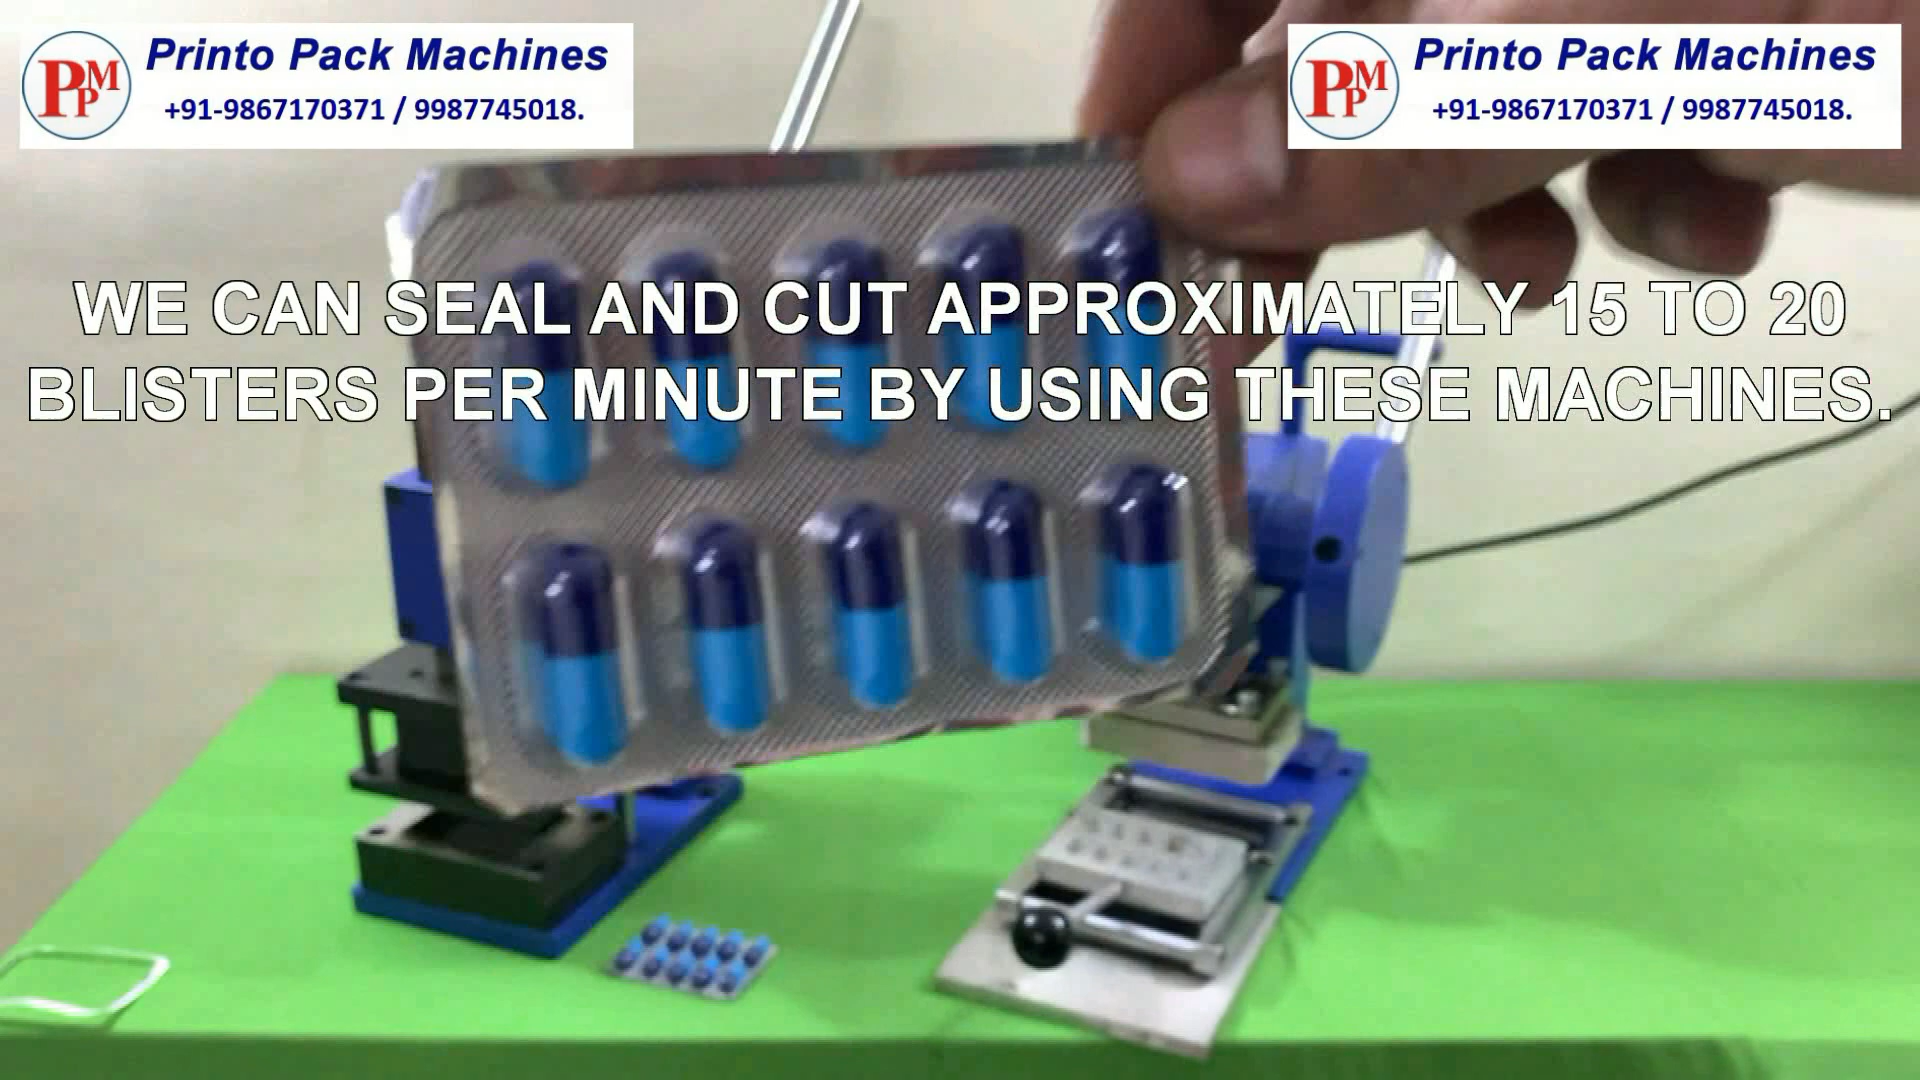 PPM
Printo Pack Machines
+91-9867170371 / 9987745018.
PPM
Printo Pack Machines
+91-9867170371 / 9987745018.
WE CAN SEAL AND CUT APPROXIMATELY 15 TO 20
BLISTERS PER MINUTE BY USING THESE MACHINES.